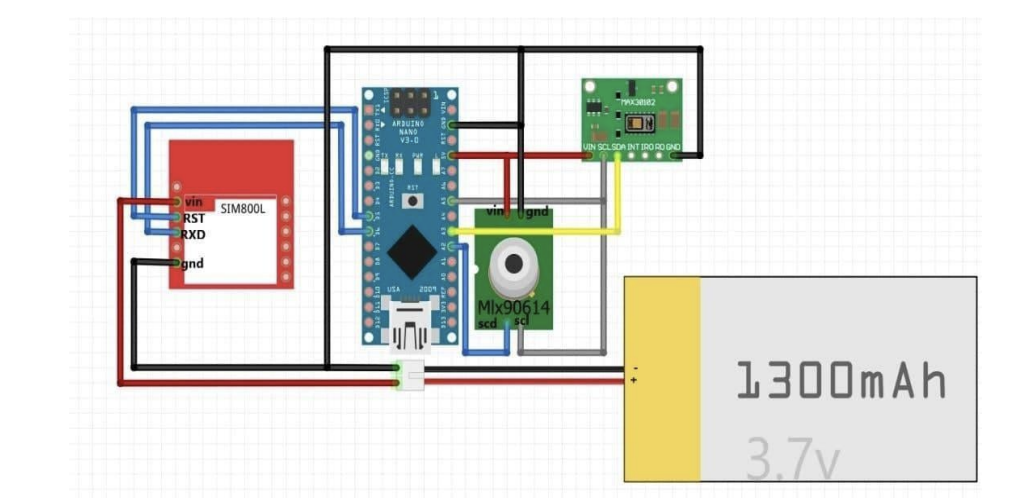 ARDUINO
NANO
V3.0
ICSP
TX RX PWR L
RST
USA 2009
MAX30102
VIN SCL SDA INT IRD RD GND
SIM800L
vin
RST
RXD
gnd
vin gnd
Mlx90614
scd scl
- 
+
1300mAh
3.7v